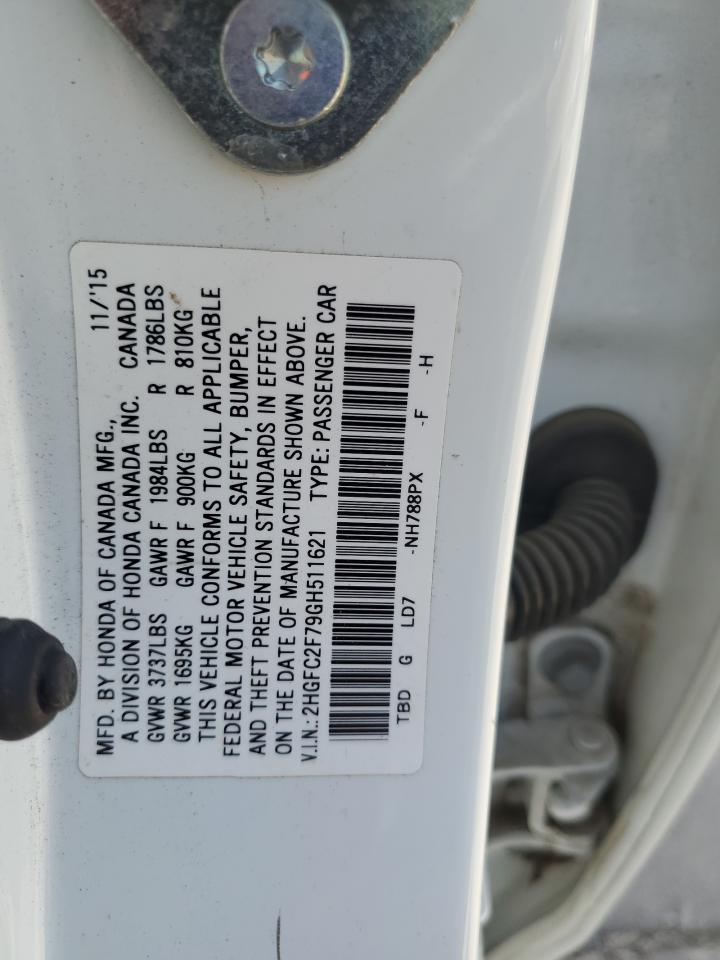 MFD. BY HONDA OF CANADA MFG., 11/'15
A DIVISION OF HONDA CANADA INC. CANADA
GVWR 3737LBS GAWR F 1984LBS R 1786LBS
GVWR 1695KG GAWR F 900KG R 810KG
THIS VEHICLE CONFORMS TO ALL APPLICABLE
FEDERAL MOTOR VEHICLE SAFETY, BUMPER,
AND THEFT PREVENTION STANDARDS IN EFFECT
ON THE DATE OF MANUFACTURE SHOWN ABOVE.
V.I.N.: 2HGFC2F79GH511621 TYPE: PASSENGER CAR
TBD G LD7 -NH788PX -F -H